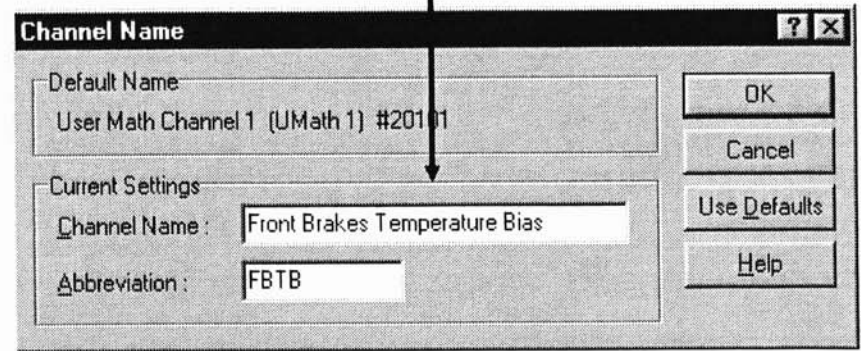 Channel Name
Default Name
User Math Channel 1 (UMath 1) #20101
Current Settings
Channel Name :
Front Brakes Temperature Bias
Abbreviation :
FBTB
OK
Cancel
Use Defaults
Help